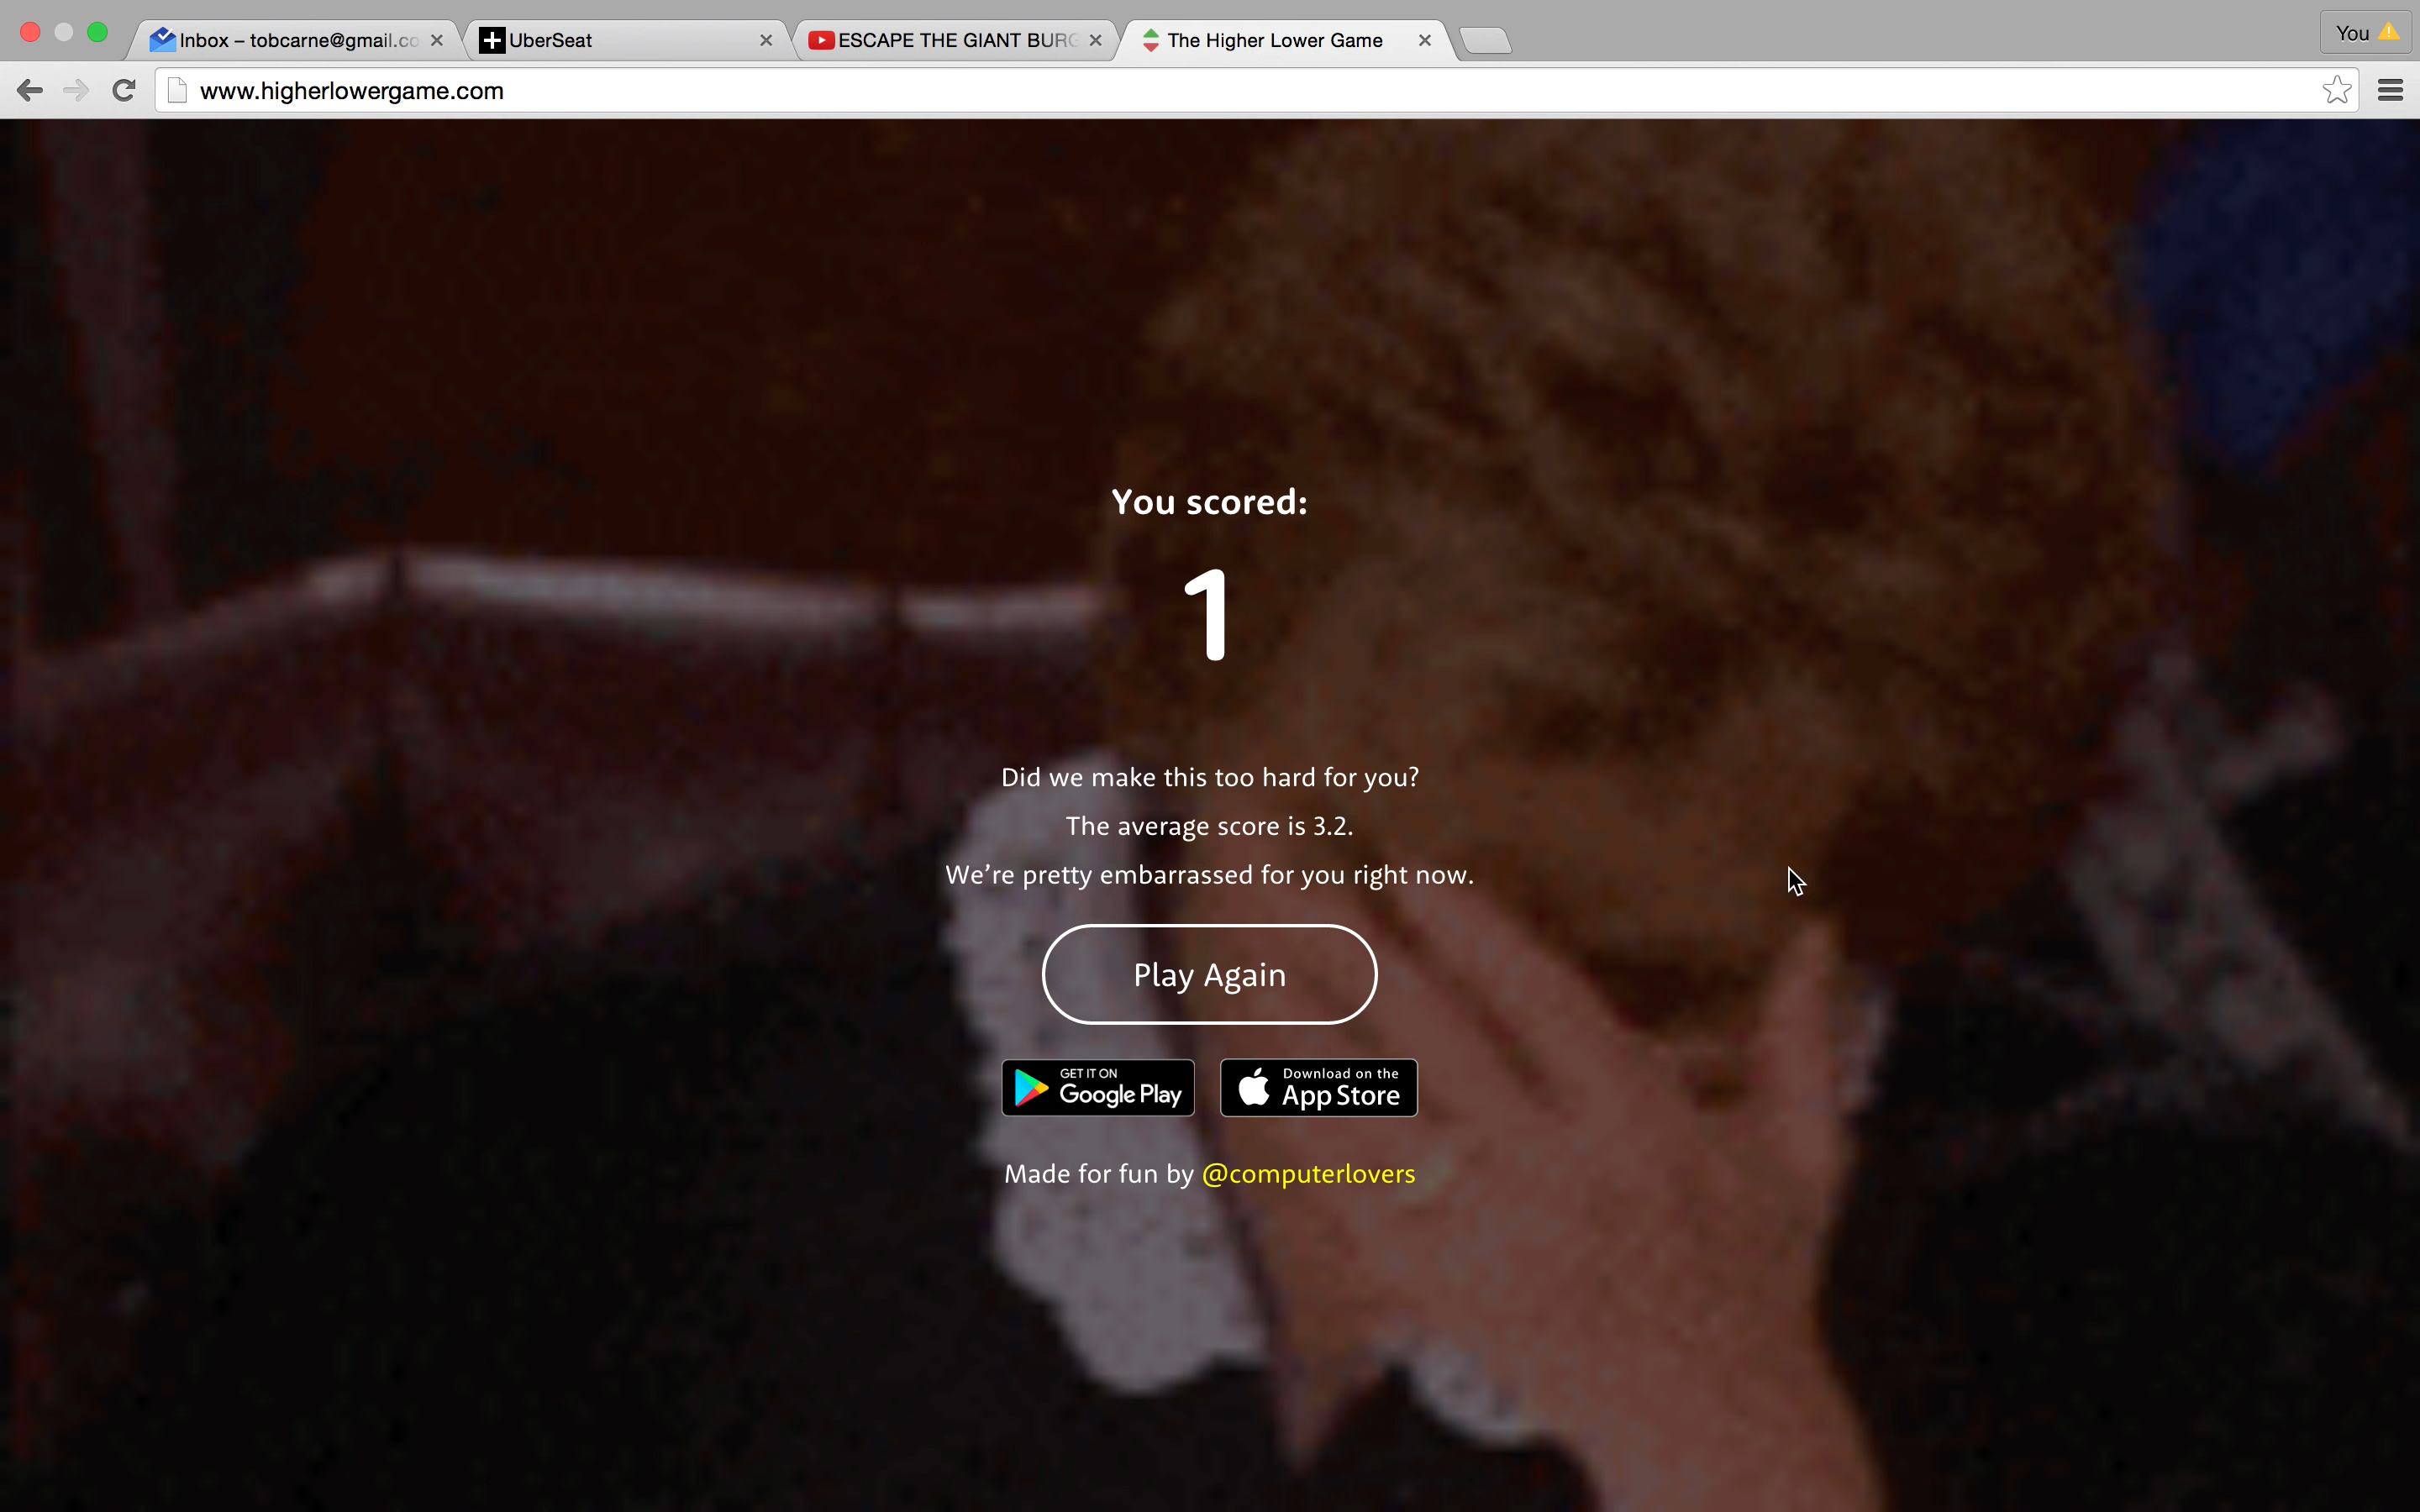 Inbox – tobcarne@gmail.co
UberSeat
ESCAPE THE GIANT BURG
The Higher Lower Game
You
www.higherlowergame.com
You scored:
1
Did we make this too hard for you?
The average score is 3.2.
We're pretty embarrassed for you right now.
Play Again
GET IT ON
Google Play
Download on the
App Store
Made for fun by @computerlovers